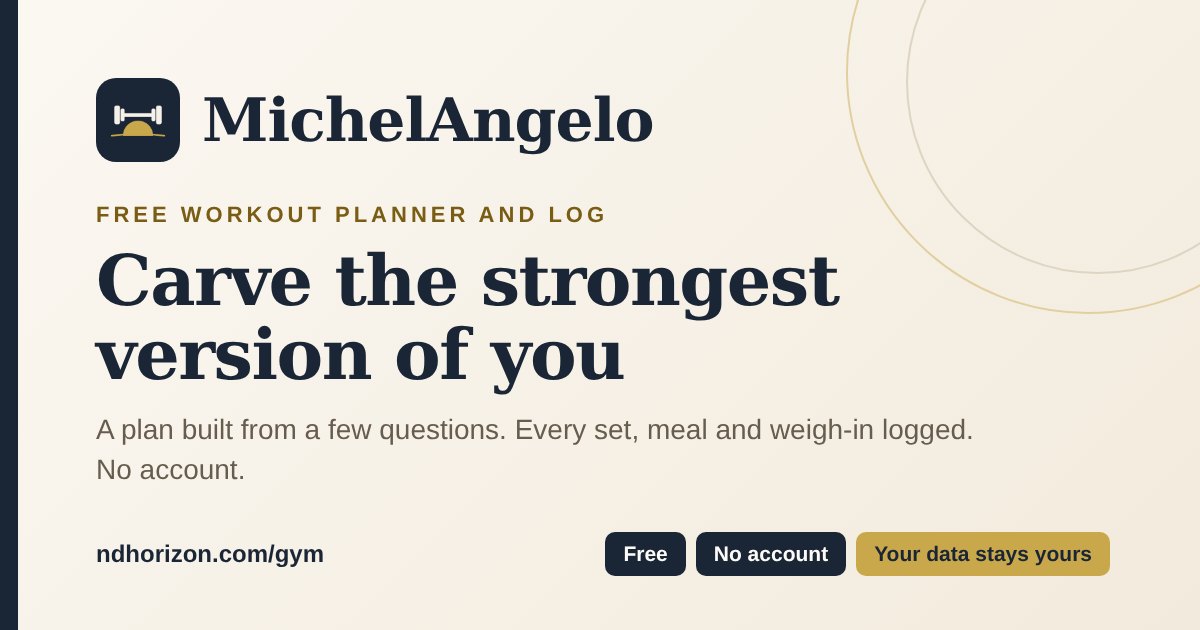 MichelAngelo
FREE WORKOUT PLANNER AND LOG
Carve the strongest
version of you
A plan built from a few questions. Every set, meal and weigh-in logged.
No account.
ndhorizon.com/gym
Free
No account
Your data stays yours